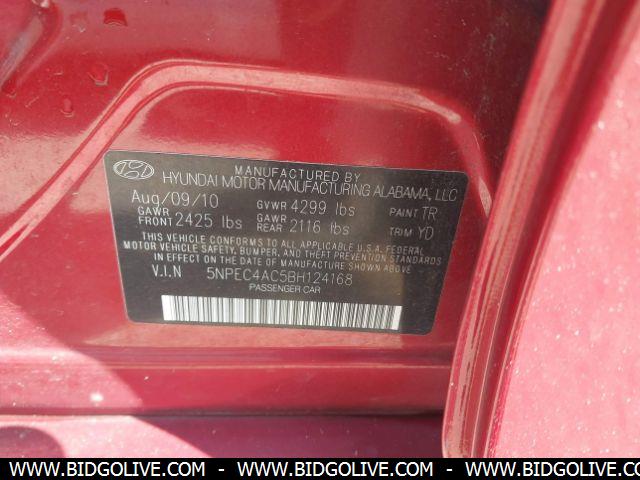 MANUFACTURED BY
HYUNDAI MOTOR MANUFACTURING ALABAMA, LLC
Aug/09/10 GVWR 4299 lbs PAINT TR
GAWR FRONT 2425 lbs GAWR REAR 2116 lbs TRIM YD
THIS VEHICLE CONFORMS TO ALL APPLICABLE U.S.A. FEDERAL
MOTOR VEHICLE SAFETY, BUMPER, AND THEFT PREVENTION STANDARDS
IN EFFECT ON THE DATE OF MANUFACTURE SHOWN ABOVE.
V.I.N 5NPEC4AC5BH124168
PASSENGER CAR
WWW.BIDGOLIVE.COM - WWW.BIDGOLIVE.COM - WWW.BIDGOLIVE.COM